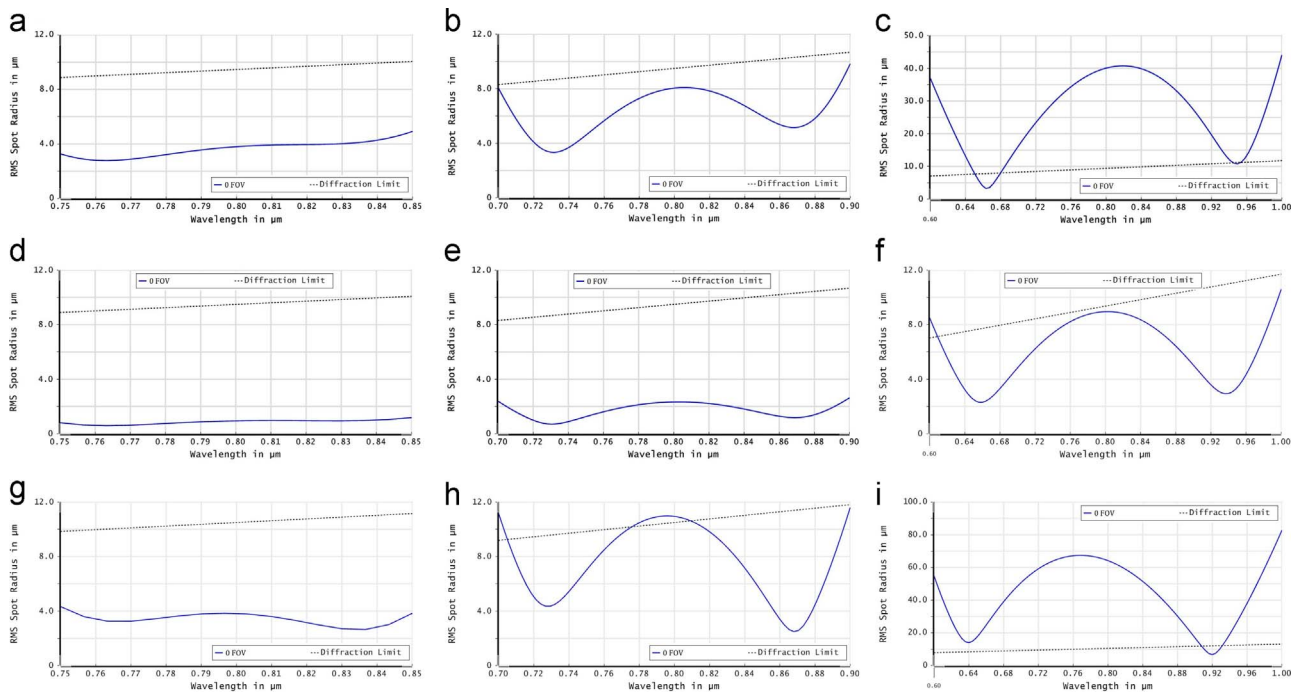 a
RMS Spot Radius in µm
12.0
8.0
4.0
0
0 FOV
Diffraction Limit
0.75 0.76 0.77 0.78 0.79 0.80 0.81 0.82 0.83 0.84 0.85
Wavelength in µm
b
RMS Spot Radius in µm
12.0
8.0
4.0
0
0 FOV
Diffraction Limit
0.70 0.72 0.74 0.76 0.78 0.80 0.82 0.84 0.86 0.88 0.90
Wavelength in µm
c
RMS Spot Radius in µm
50.0
40.0
30.0
20.0
10.0
0
0 FOV
Diffraction Limit
0.60 0.64 0.68 0.72 0.76 0.80 0.84 0.88 0.92 0.96 1.00
Wavelength in µm
d
RMS Spot Radius in µm
12.0
8.0
4.0
0
0 FOV
Diffraction Limit
0.75 0.76 0.77 0.78 0.79 0.80 0.81 0.82 0.83 0.84 0.85
Wavelength in µm
e
RMS Spot Radius in µm
12.0
8.0
4.0
0
0 FOV
Diffraction Limit
0.70 0.72 0.74 0.76 0.78 0.80 0.82 0.84 0.86 0.88 0.90
Wavelength in µm
f
RMS Spot Radius in µm
12.0
8.0
4.0
0
0 FOV
Diffraction Limit
0.60 0.64 0.68 0.72 0.76 0.80 0.84 0.88 0.92 0.96 1.00
Wavelength in µm
g
RMS Spot Radius in µm
12.0
8.0
4.0
0
0 FOV
Diffraction Limit
0.75 0.76 0.77 0.78 0.79 0.80 0.81 0.82 0.83 0.84 0.85
Wavelength in µm
h
RMS Spot Radius in µm
12.0
8.0
4.0
0
0 FOV
Diffraction Limit
0.70 0.72 0.74 0.76 0.78 0.80 0.82 0.84 0.86 0.88 0.90
Wavelength in µm
i
RMS Spot Radius in µm
100.0
80.0
60.0
40.0
20.0
0
0 FOV
Diffraction Limit
0.60 0.64 0.68 0.72 0.76 0.80 0.84 0.88 0.92 0.96 1.00
Wavelength in µm